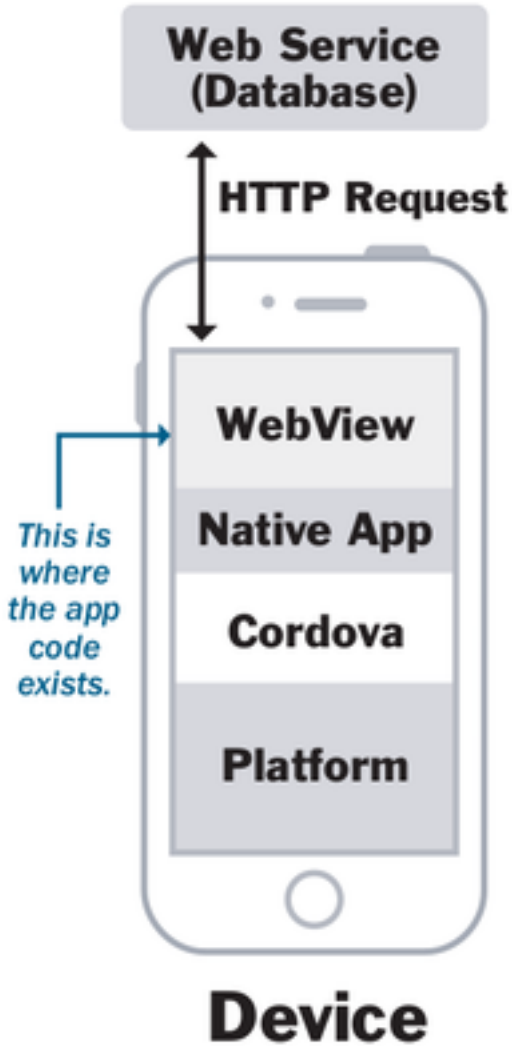 Web Service
(Database)
HTTP Request
WebView
Native App
Cordova
Platform
This is
where
the app
code
exists.
Device